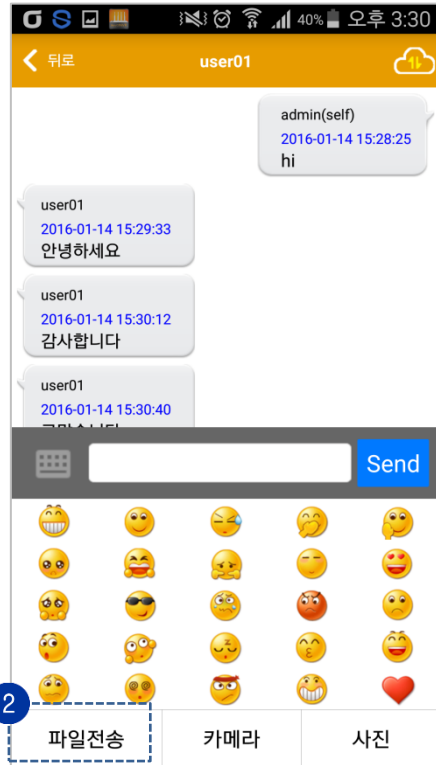 40% 오후 3:30
뒤로 user01
admin(self)
2016-01-14 15:28:25
hi
user01
2016-01-14 15:29:33
안녕하세요
user01
2016-01-14 15:30:12
감사합니다
user01
2016-01-14 15:30:40
Send
2
파일전송 카메라 사진